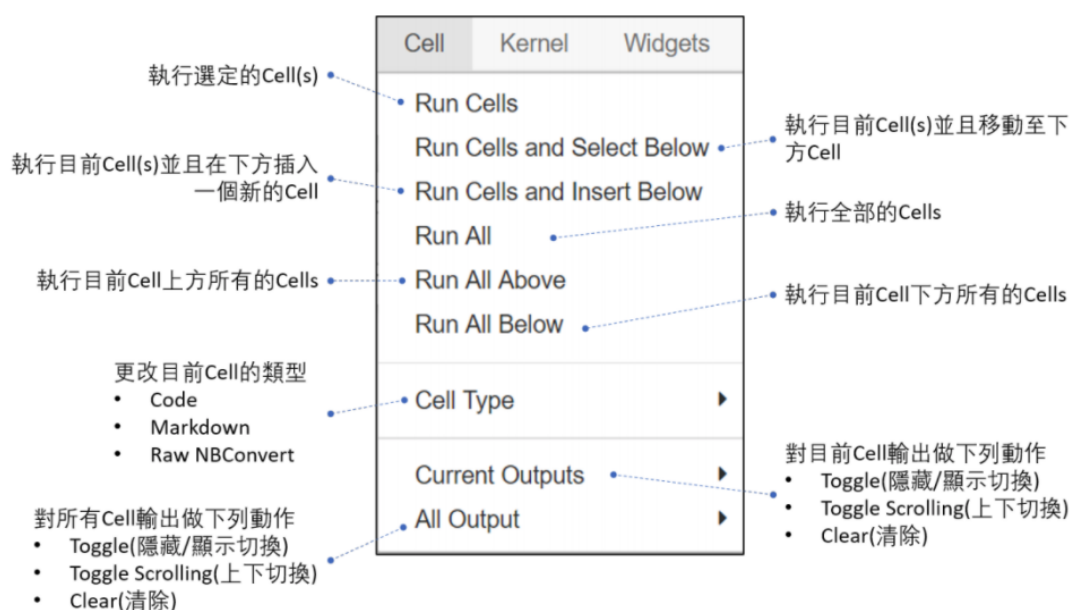 Cell Kernel Widgets
執行選定的Cell(s)
Run Cells
Run Cells and Select Below
執行目前Cell(s)並且移動至下
方Cell
執行目前Cell(s)並且在下方插入
一個新的Cell
Run Cells and Insert Below
Run All
執行全部的Cells
執行目前Cell上方所有的Cells
Run All Above
Run All Below
執行目前Cell下方所有的Cells
更改目前Cell的類型
• Code
• Markdown
• Raw NBConvert
Cell Type
Current Outputs
對目前Cell輸出做下列動作
• Toggle(隱藏/顯示切換)
• Toggle Scrolling(上下切換)
• Clear(清除)
All Output
對所有Cell輸出做下列動作
• Toggle(隱藏/顯示切換)
• Toggle Scrolling(上下切換)
• Clear(清除)